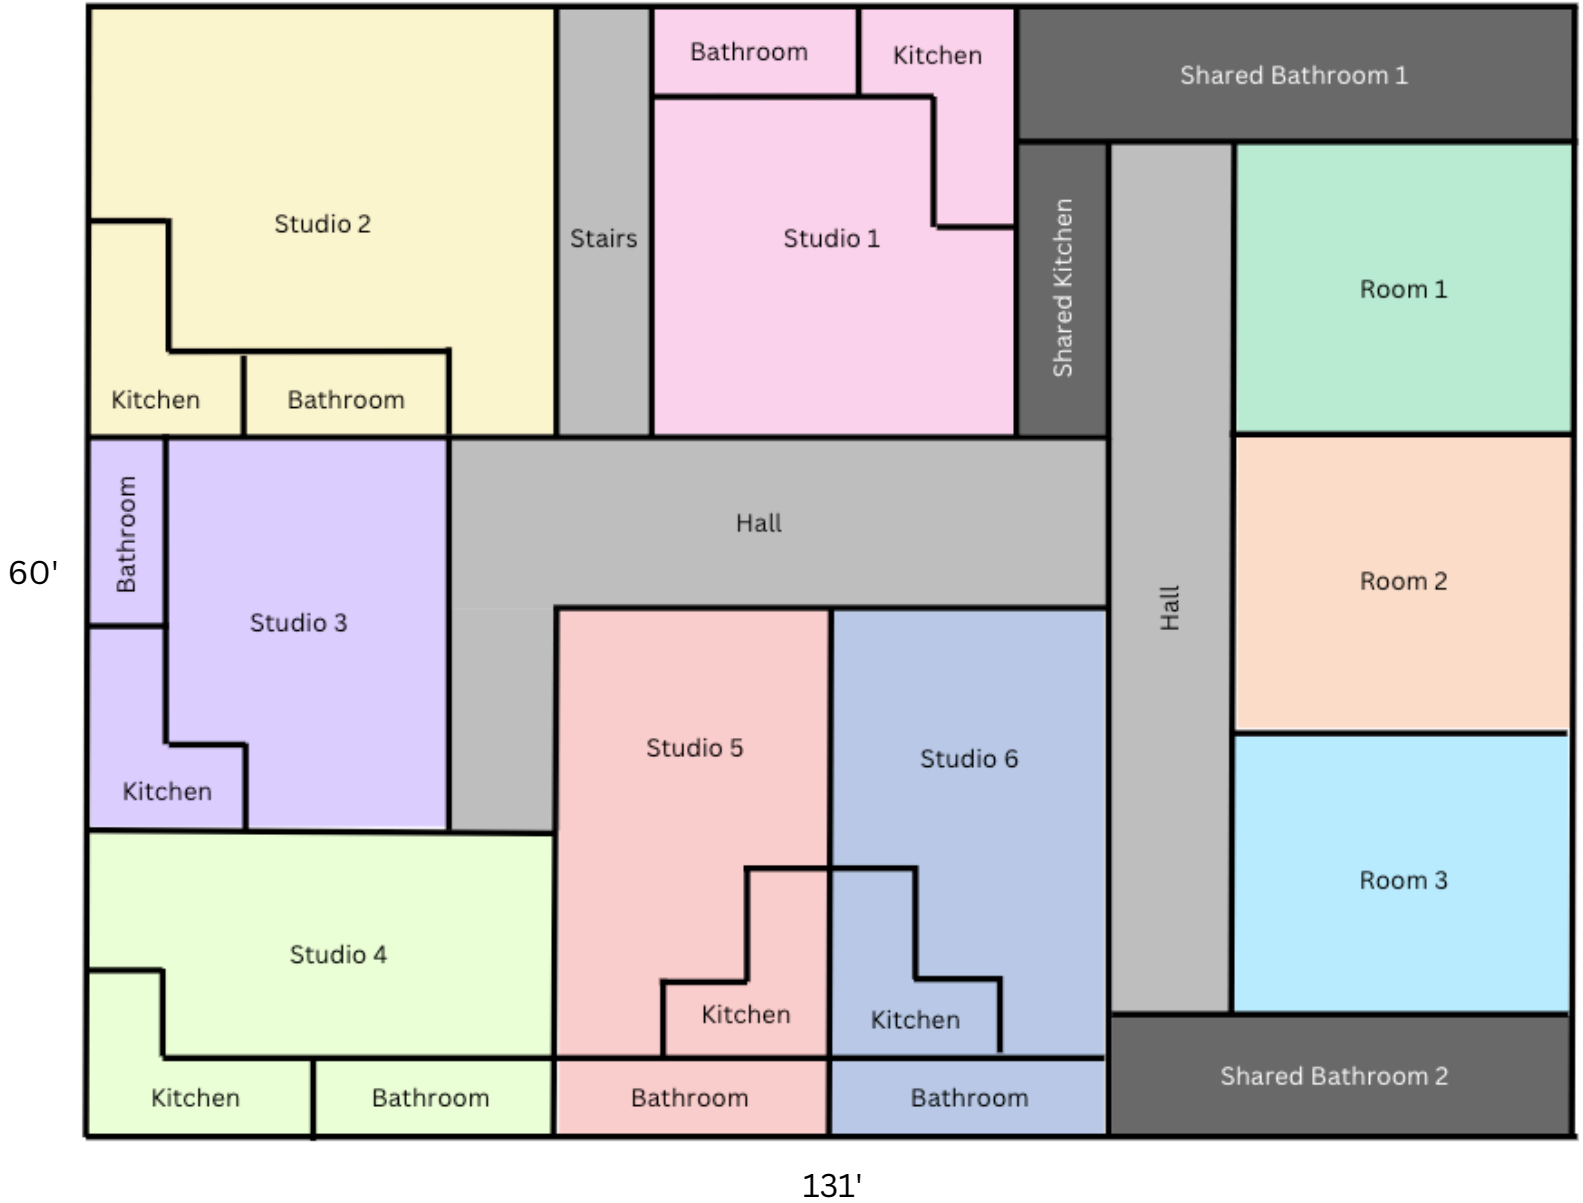 Bathroom
Kitchen
Shared Bathroom 1
Studio 2
Stairs
Studio 1
Shared Kitchen
Room 1
Kitchen
Bathroom
Bathroom
Hall
60'
Studio 3
Hall
Room 2
Studio 5
Studio 6
Kitchen
Room 3
Studio 4
Kitchen
Kitchen
Shared Bathroom 2
Kitchen
Bathroom
Bathroom
Bathroom
131'